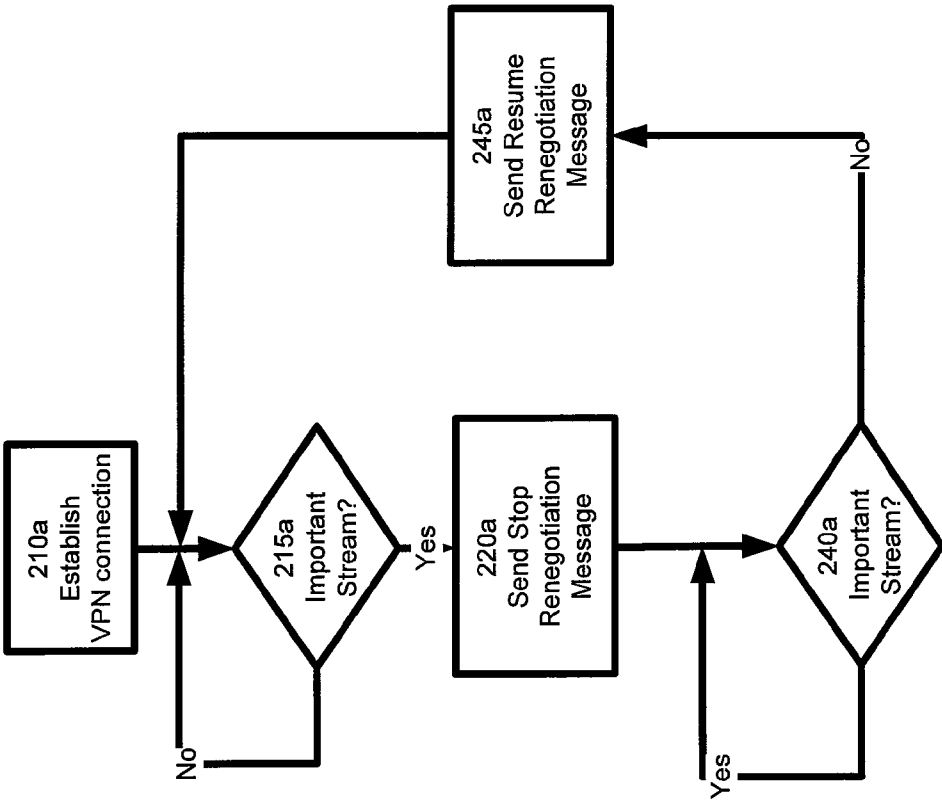 210a
Establish
VPN connection
No
215a
Important
Stream?
Yes
220a
Send Stop
Renegotiation
Message
Yes
240a
Important
Stream?
No
245a
Send Resume
Renegotiation
Message